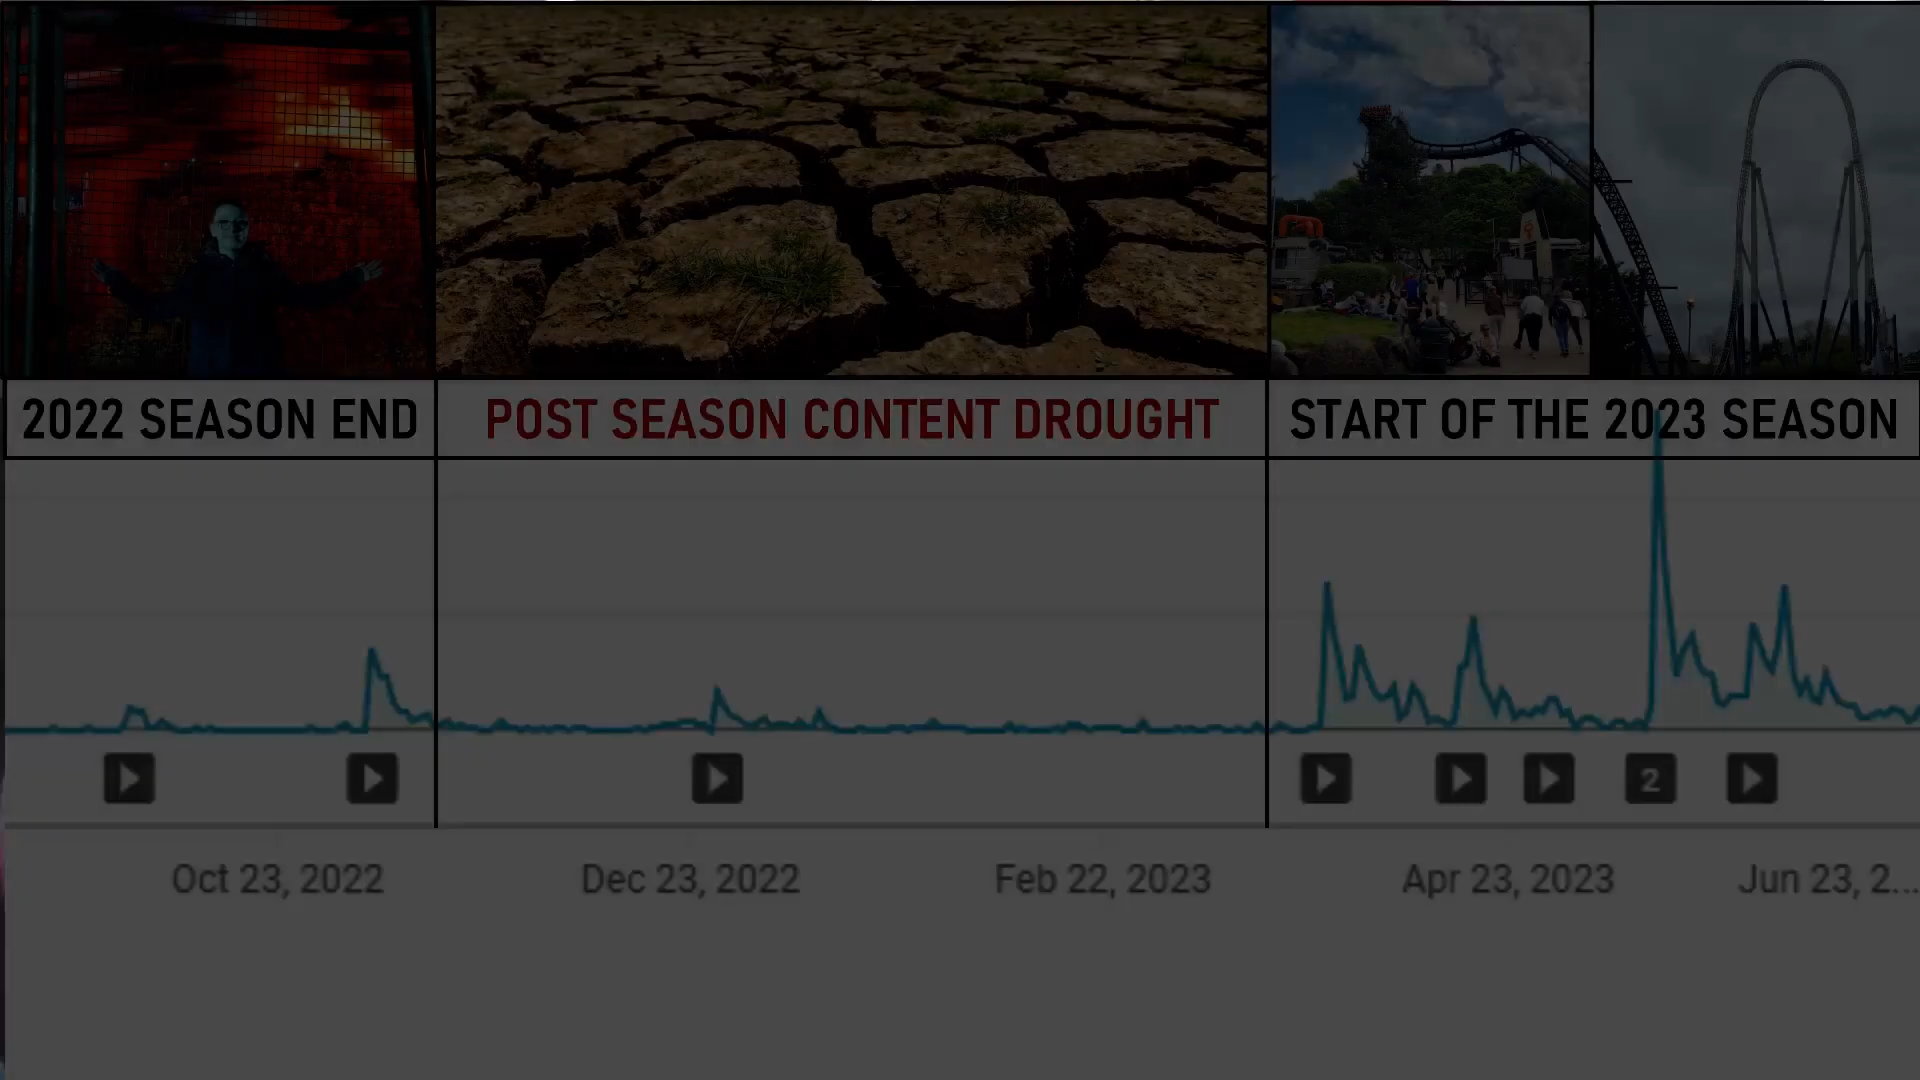 2022 SEASON END
POST SEASON CONTENT DROUGHT
START OF THE 2023 SEASON
2
Oct 23, 2022
Dec 23, 2022
Feb 22, 2023
Apr 23, 2023
Jun 23, 2...